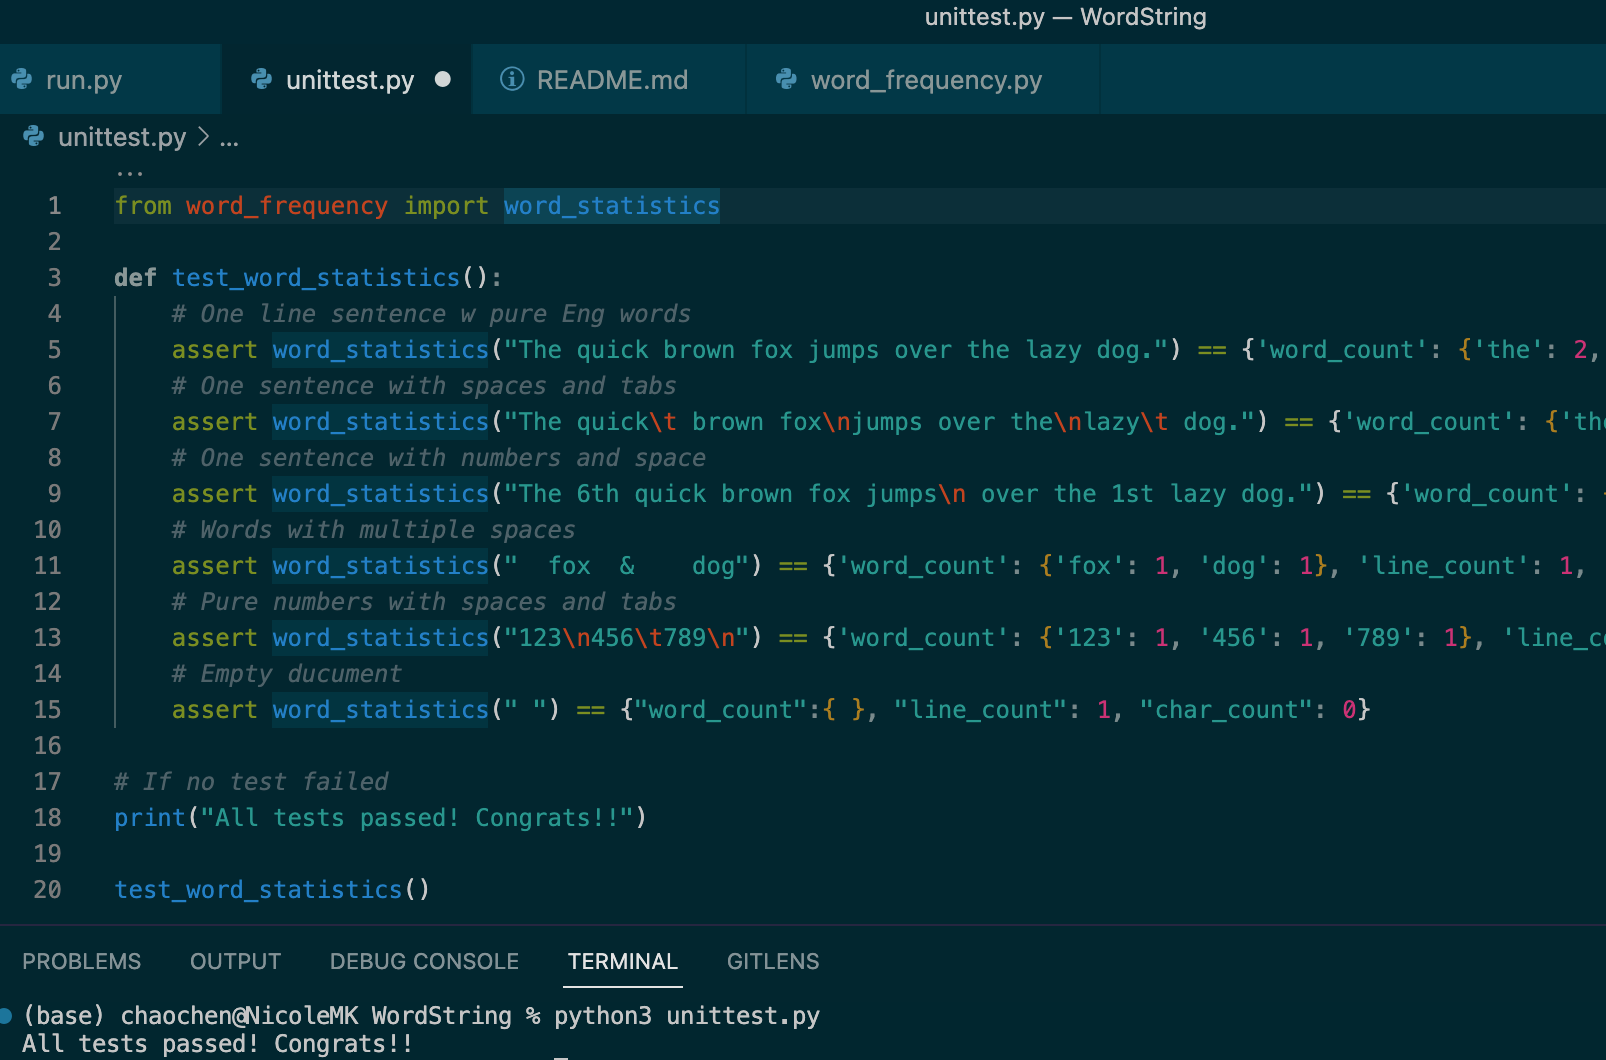 unittest.py — WordString
run.py unittest.py README.md word_frequency.py
unittest.py > ...
...
1 from word_frequency import word_statistics
2
3 def test_word_statistics():
4 # One line sentence w pure Eng words
5 assert word_statistics("The quick brown fox jumps over the lazy dog.") == {'word_count': {'the': 2,
6 # One sentence with spaces and tabs
7 assert word_statistics("The quick\t brown fox\njumps over the\nlazy\t dog.") == {'word_count': {'the
8 # One sentence with numbers and space
9 assert word_statistics("The 6th quick brown fox jumps\n over the 1st lazy dog.") == {'word_count':
10 # Words with multiple spaces
11 assert word_statistics("  fox  &    dog") == {'word_count': {'fox': 1, 'dog': 1}, 'line_count': 1,
12 # Pure numbers with spaces and tabs
13 assert word_statistics("123\n456\t789\n") == {'word_count': {'123': 1, '456': 1, '789': 1}, 'line_co
14 # Empty ducument
15 assert word_statistics(" ") == {"word_count":{ }, "line_count": 1, "char_count": 0}
16
17 # If no test failed
18 print("All tests passed! Congrats!!")
19
20 test_word_statistics()
PROBLEMS OUTPUT DEBUG CONSOLE TERMINAL GITLENS
(base) chaochen@NicoleMK WordString % python3 unittest.py
All tests passed! Congrats!!